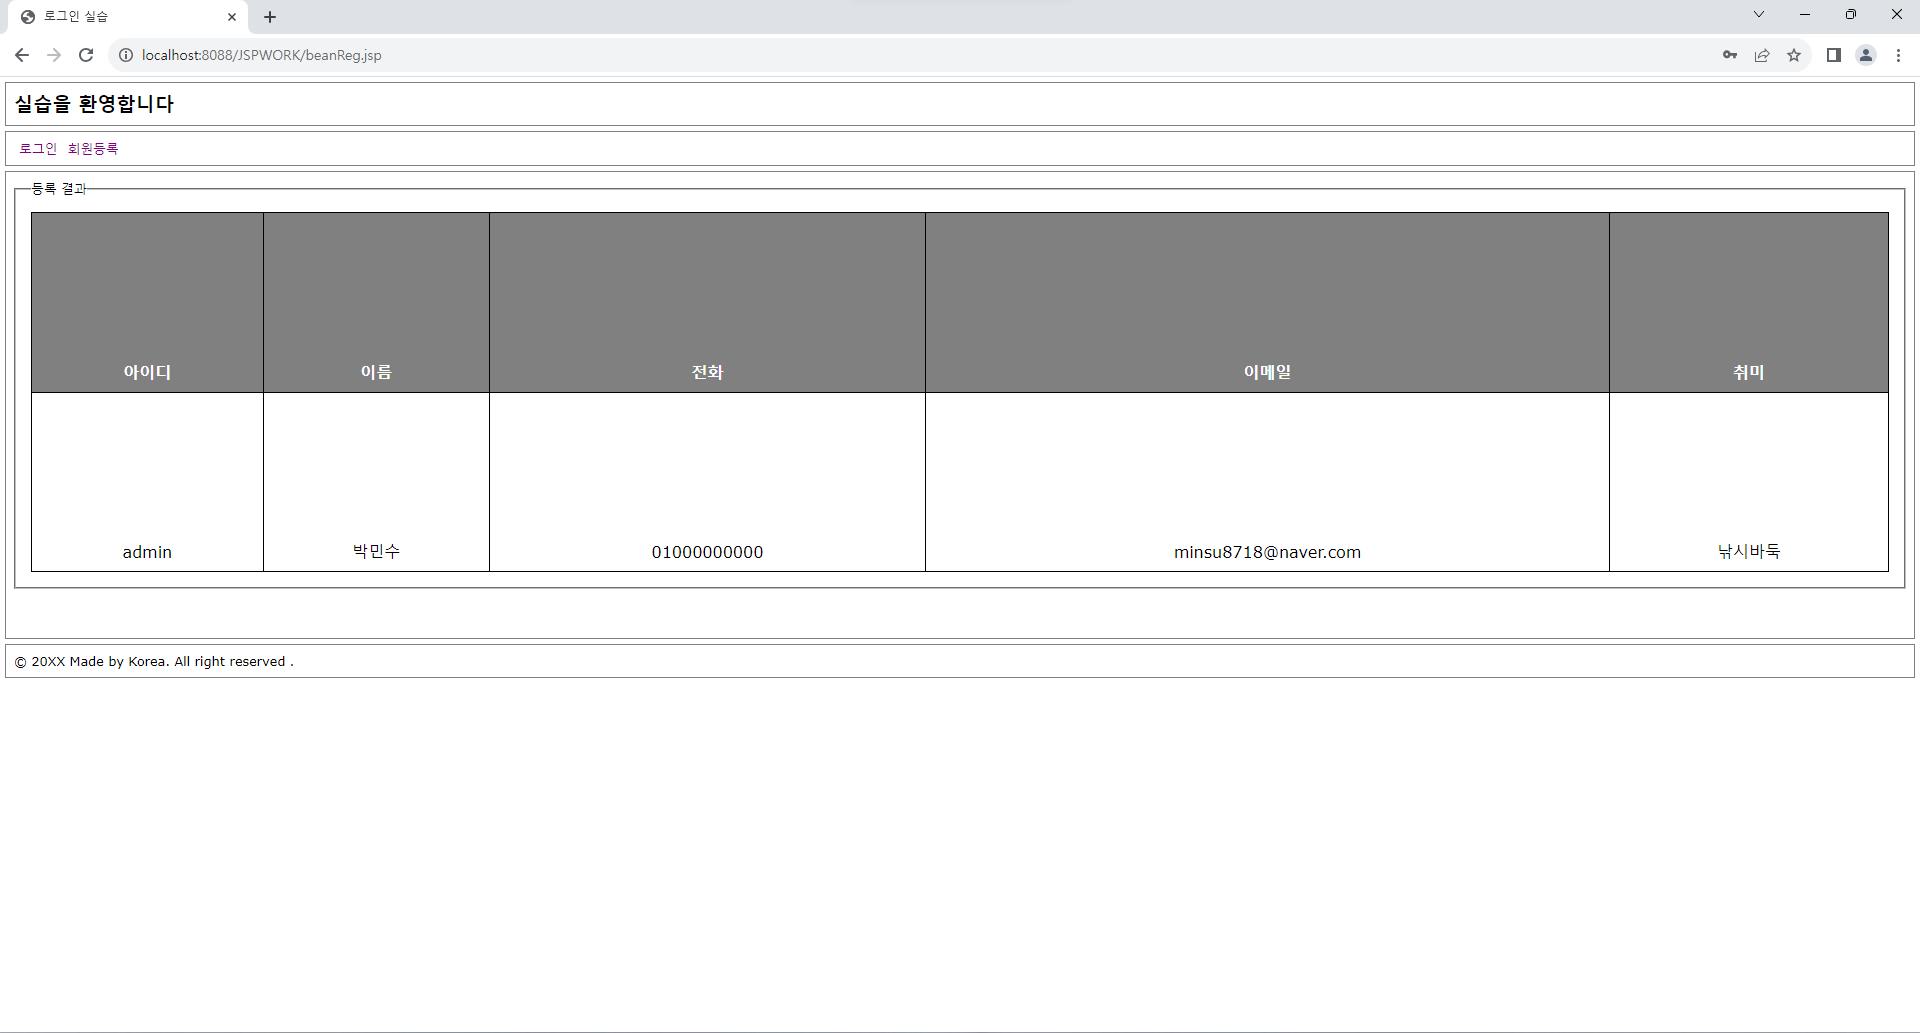 로그인 실습
localhost:8088/JSPWORK/beanReg.jsp
실습을 환영합니다
로그인 회원등록
등록 결과
아이디 이름 전화 이메일 취미
admin 박민수 01000000000 minsu8718@naver.com 낚시바둑
© 20XX Made by Korea. All right reserved .